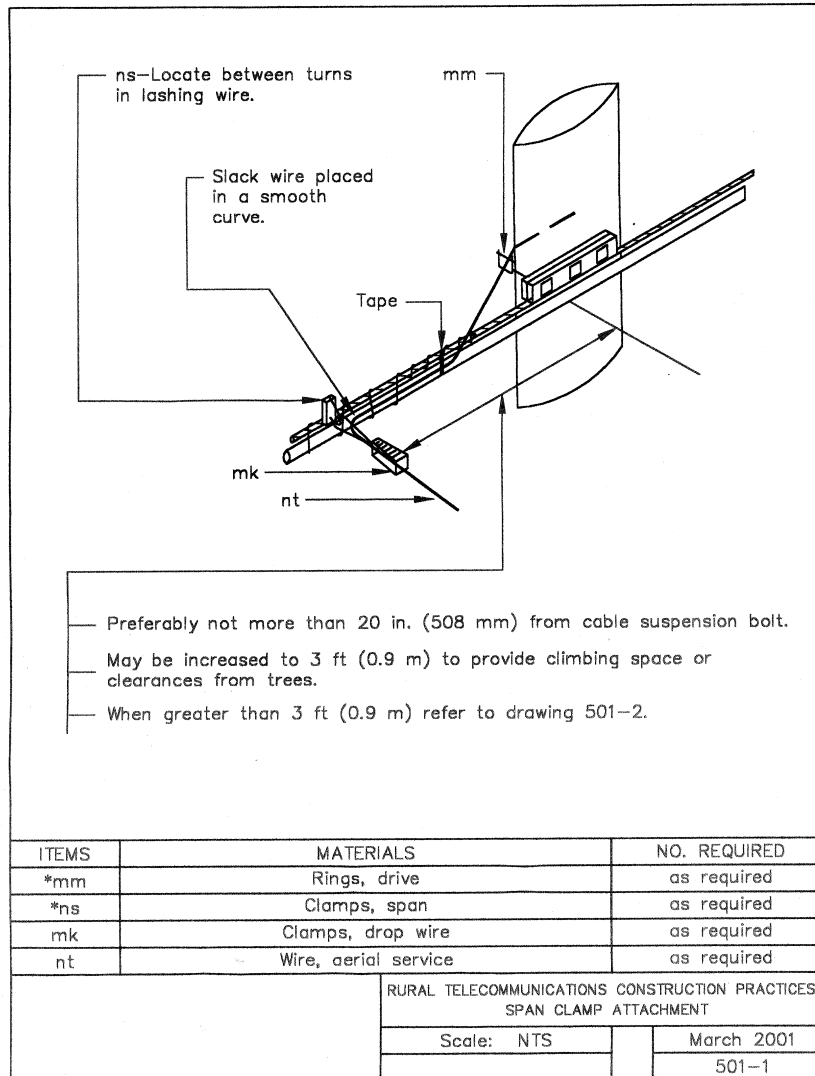 ns—Locate between turns
in lashing wire.
mm
Slack wire placed
in a smooth
curve.
Tape
mk
nt
Preferably not more than 20 in. (508 mm) from cable suspension bolt.
May be increased to 3 ft (0.9 m) to provide climbing space or
clearances from trees.
When greater than 3 ft (0.9 m) refer to drawing 501—2.
ITEMS MATERIALS NO. REQUIRED
*mm Rings, drive as required
*ns Clamps, span as required
mk Clamps, drop wire as required
nt Wire, aerial service as required
RURAL TELECOMMUNICATIONS CONSTRUCTION PRACTICES
SPAN CLAMP ATTACHMENT
Scale: NTS March 2001
501—1